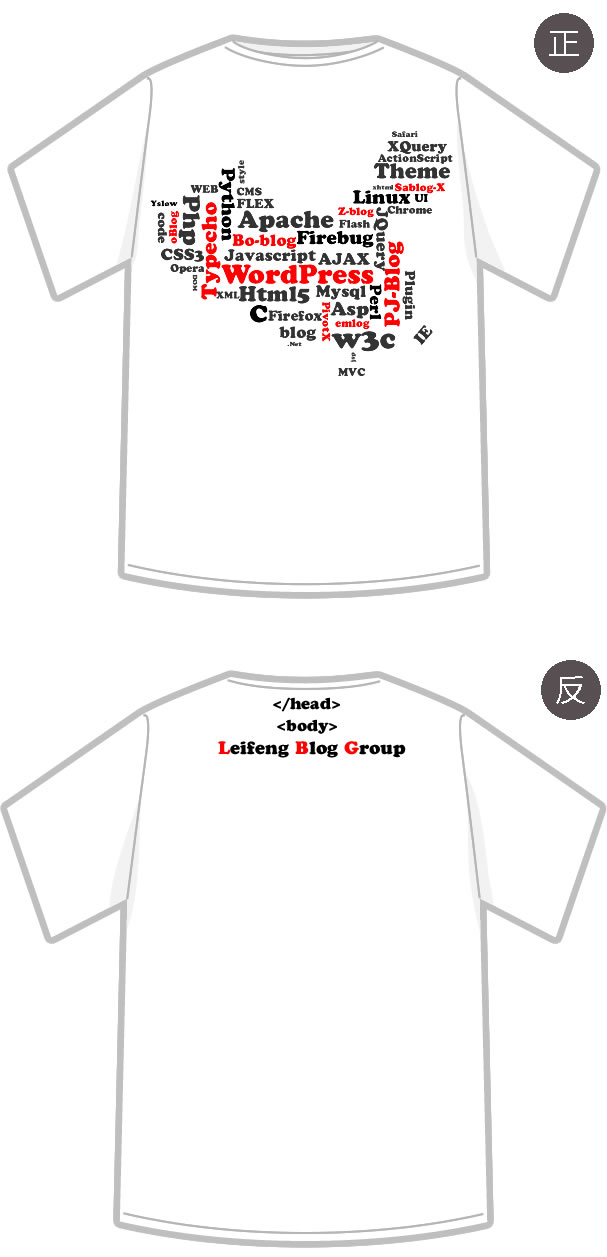 正
Safari
XQuery
ActionScript
Theme
style
Python
WEB
CMS
xhtml
Sablog-X
Linux
UI
Yslow
Php
FLEX
Z-blog
Chrome
code
oBlog
Typecho
Apache
Flash
JQuery
Bo-blog
Firebug
CSS3
Javascript
AJAX
PJ-Blog
Opera
WordPress
Plugin
DOM
XML
Html5
Mysql
Perl
C
Firefox
PivotX
Asp
emlog
blog
W3C
IE
.Net
MVC
反
</head>
<body>
Leifeng Blog Group